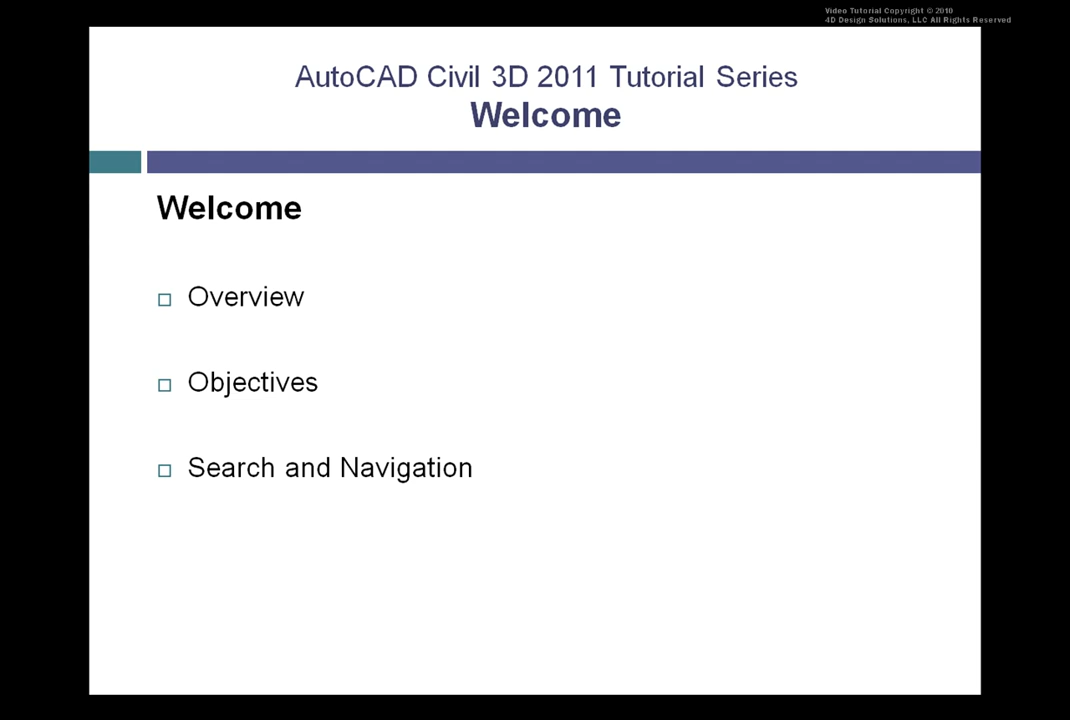 Video Tutorial Copyright © 2010
4D Design Solutions, LLC All Rights Reserved
AutoCAD Civil 3D 2011 Tutorial Series
Welcome
Welcome
Overview
Objectives
Search and Navigation